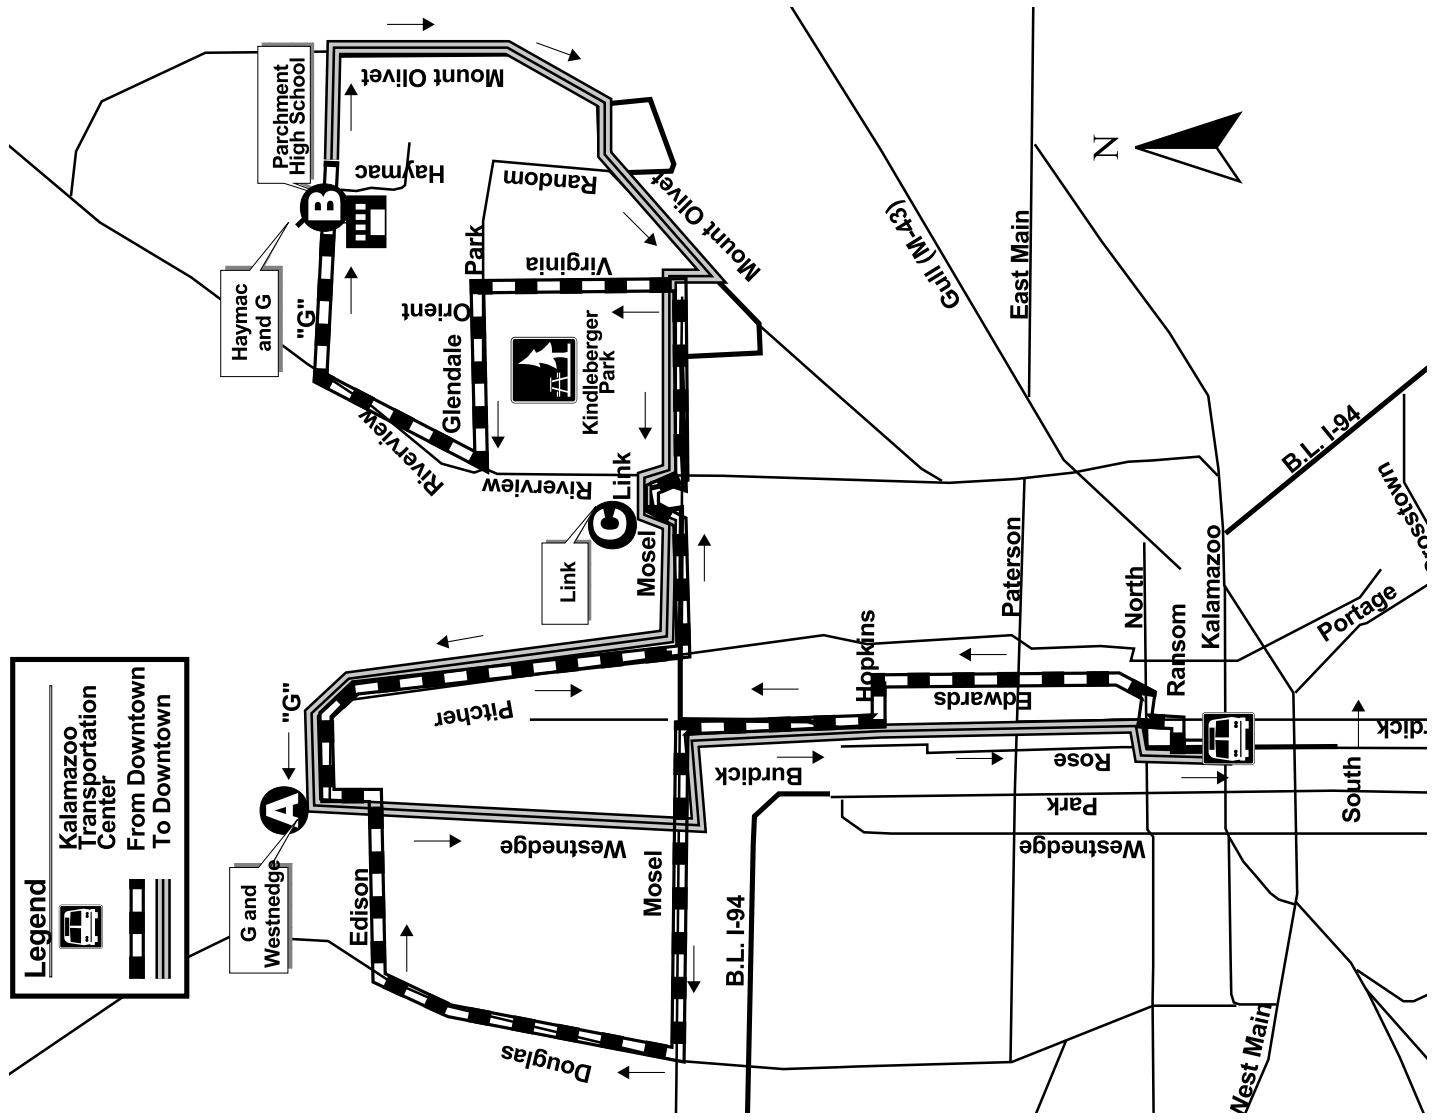 Legend
Kalamazoo
Transportation
Center
From Downtown
To Downtown
Parchment
High School
Haymac
and G
G and
Westnedge
Link
A
B
C
N
"G"
"G"
Mount Olivet
Mount Olivet
Haymac
Random
Park
Virginia
Orient
Glendale
Kindleberger
Park
Riverview
Riverview
Link
Mosel
Pitcher
Hopkins
Edwards
Burdick
Rose
Park
Westnedge
Westnedge
Edison
Mosel
Douglas
B.L. I-94
Gull (M-43)
East Main
B.L. I-94
Paterson
North
Ransom
Kalamazoo
Portage
osstown
rdick
South
West Main